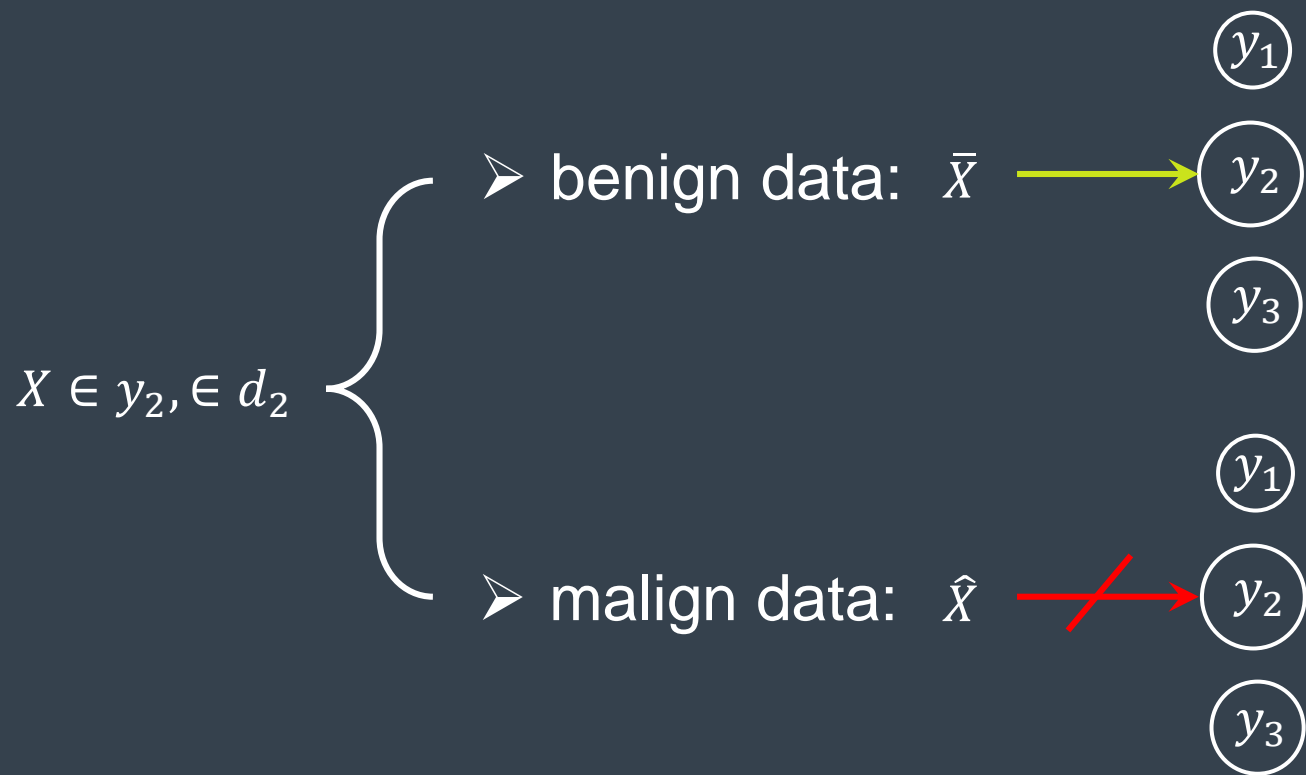 y₁
➢ benign data: X̄
y₂
y₃
X ∈ y₂, ∈ d₂
y₁
➢ malign data: X̂
y₂
y₃